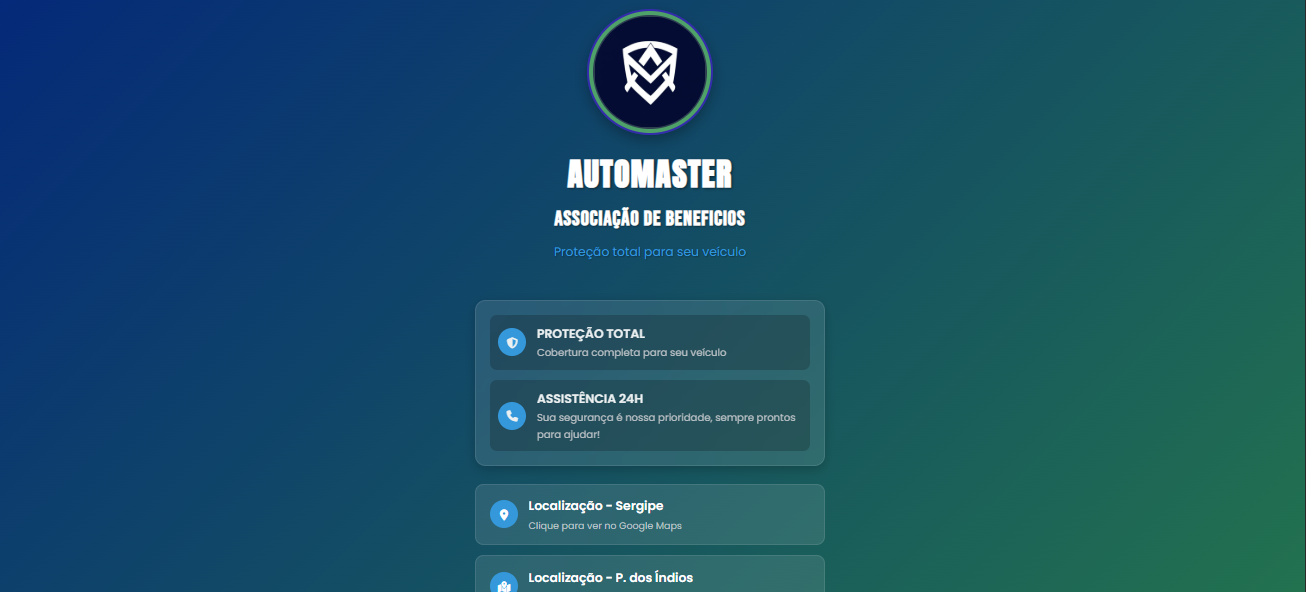 AUTOMASTER
ASSOCIAÇÃO DE BENEFICIOS
Proteção total para seu veículo
PROTEÇÃO TOTAL
Cobertura completa para seu veículo
ASSISTÊNCIA 24H
Sua segurança é nossa prioridade, sempre prontos
para ajudar!
Localização - Sergipe
Clique para ver no Google Maps
Localização - P. dos Índios